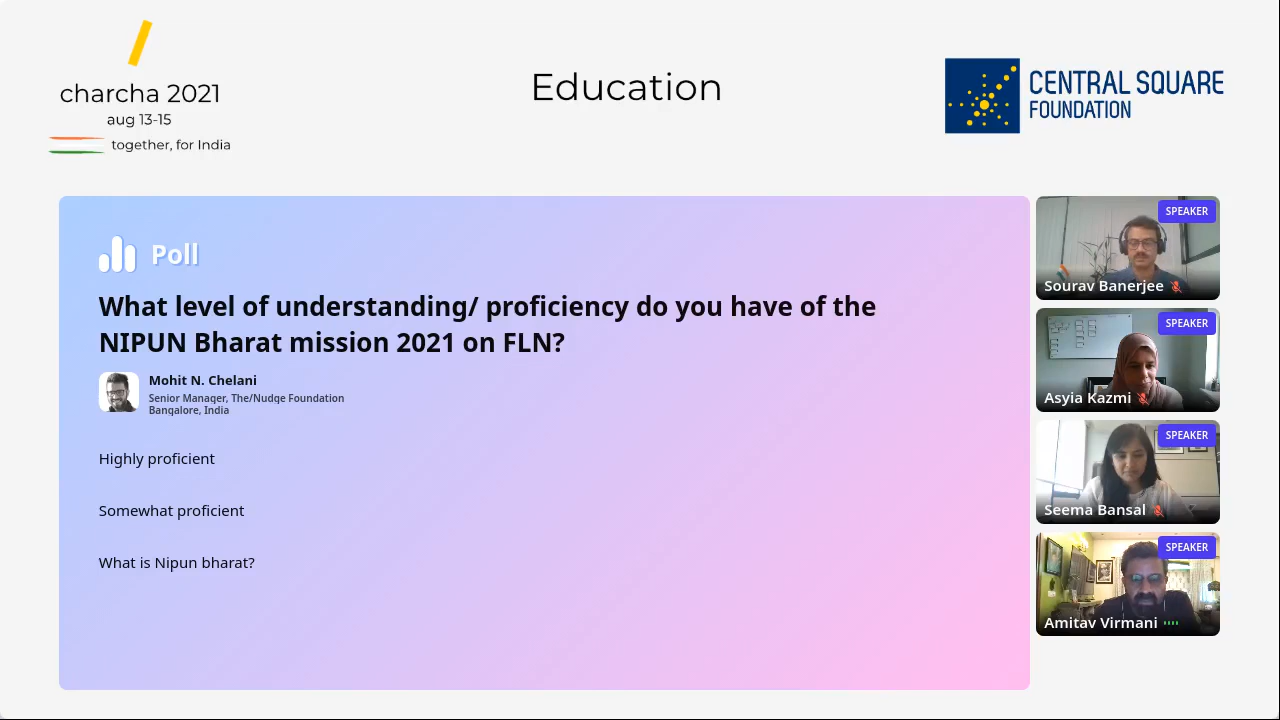 charcha 2021
aug 13-15
together, for India
Education
CENTRAL SQUARE
FOUNDATION
Poll
What level of understanding/ proficiency do you have of the
NIPUN Bharat mission 2021 on FLN?
Mohit N. Chelani
Senior Manager, The/Nudge Foundation
Bangalore, India
Highly proficient
Somewhat proficient
What is Nipun bharat?
SPEAKER
Sourav Banerjee
SPEAKER
Asyia Kazmi
SPEAKER
Seema Bansal
SPEAKER
Amitav Virmani